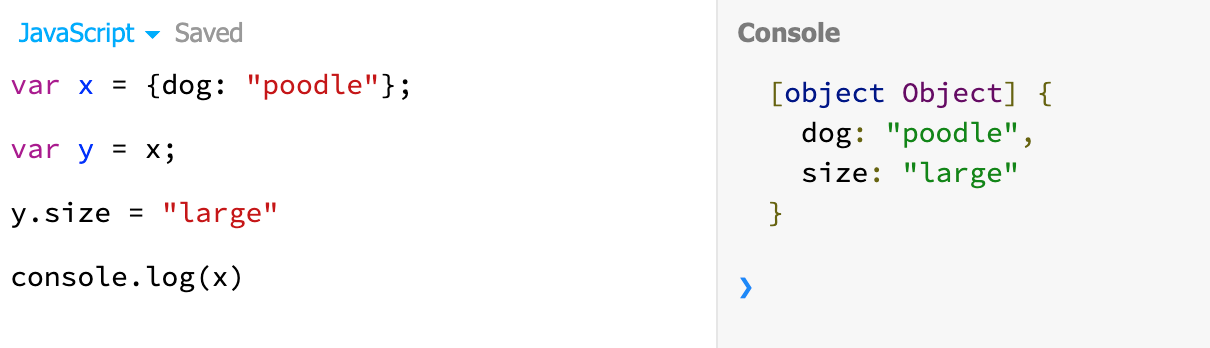 JavaScript Saved
var x = {dog: "poodle"};
var y = x;
y.size = "large"
console.log(x)
Console
[object Object] {
  dog: "poodle",
  size: "large"
}
❯